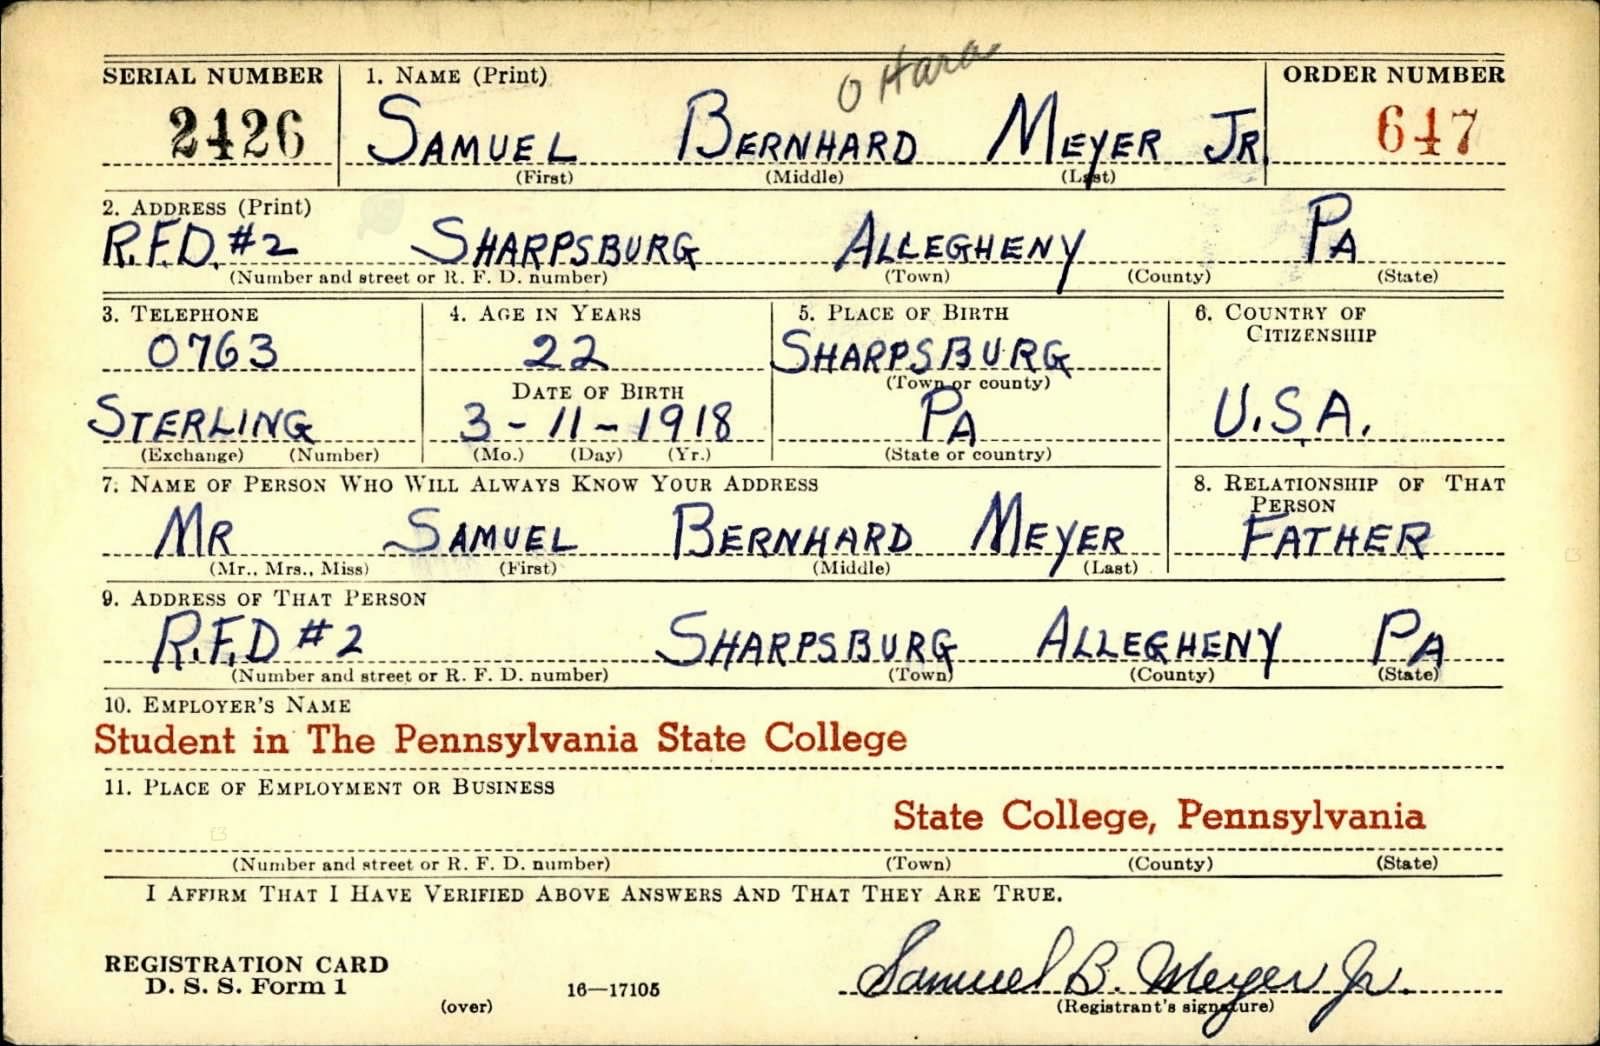 O Hara
SERIAL NUMBER 1. NAME (Print) ORDER NUMBER
2426 SAMUEL BERNHARD MEYER JR. 647
(First) (Middle) (Last)
2. ADDRESS (Print)
R.F.D. #2 SHARPSBURG ALLEGHENY PA
(Number and street or R. F. D. number) (Town) (County) (State)
3. TELEPHONE 4. AGE IN YEARS 5. PLACE OF BIRTH 6. COUNTRY OF
CITIZENSHIP
0763 22 SHARPSBURG
DATE OF BIRTH (Town or county)
STERLING 3-11-1918 PA U.S.A.
(Exchange) (Number) (Mo.) (Day) (Yr.) (State or country)
7. NAME OF PERSON WHO WILL ALWAYS KNOW YOUR ADDRESS 8. RELATIONSHIP OF THAT
PERSON
MR SAMUEL BERNHARD MEYER FATHER
(Mr., Mrs., Miss) (First) (Middle) (Last)
9. ADDRESS OF THAT PERSON
R.F.D #2 SHARPSBURG ALLEGHENY PA
(Number and street or R. F. D. number) (Town) (County) (State)
10. EMPLOYER'S NAME
Student in The Pennsylvania State College
11. PLACE OF EMPLOYMENT OR BUSINESS
State College, Pennsylvania
(Number and street or R. F. D. number) (Town) (County) (State)
I AFFIRM THAT I HAVE VERIFIED ABOVE ANSWERS AND THAT THEY ARE TRUE.
REGISTRATION CARD
D. S. S. Form 1 16—17105 Samuel B. Meyer Jr.
(over) (Registrant's signature)